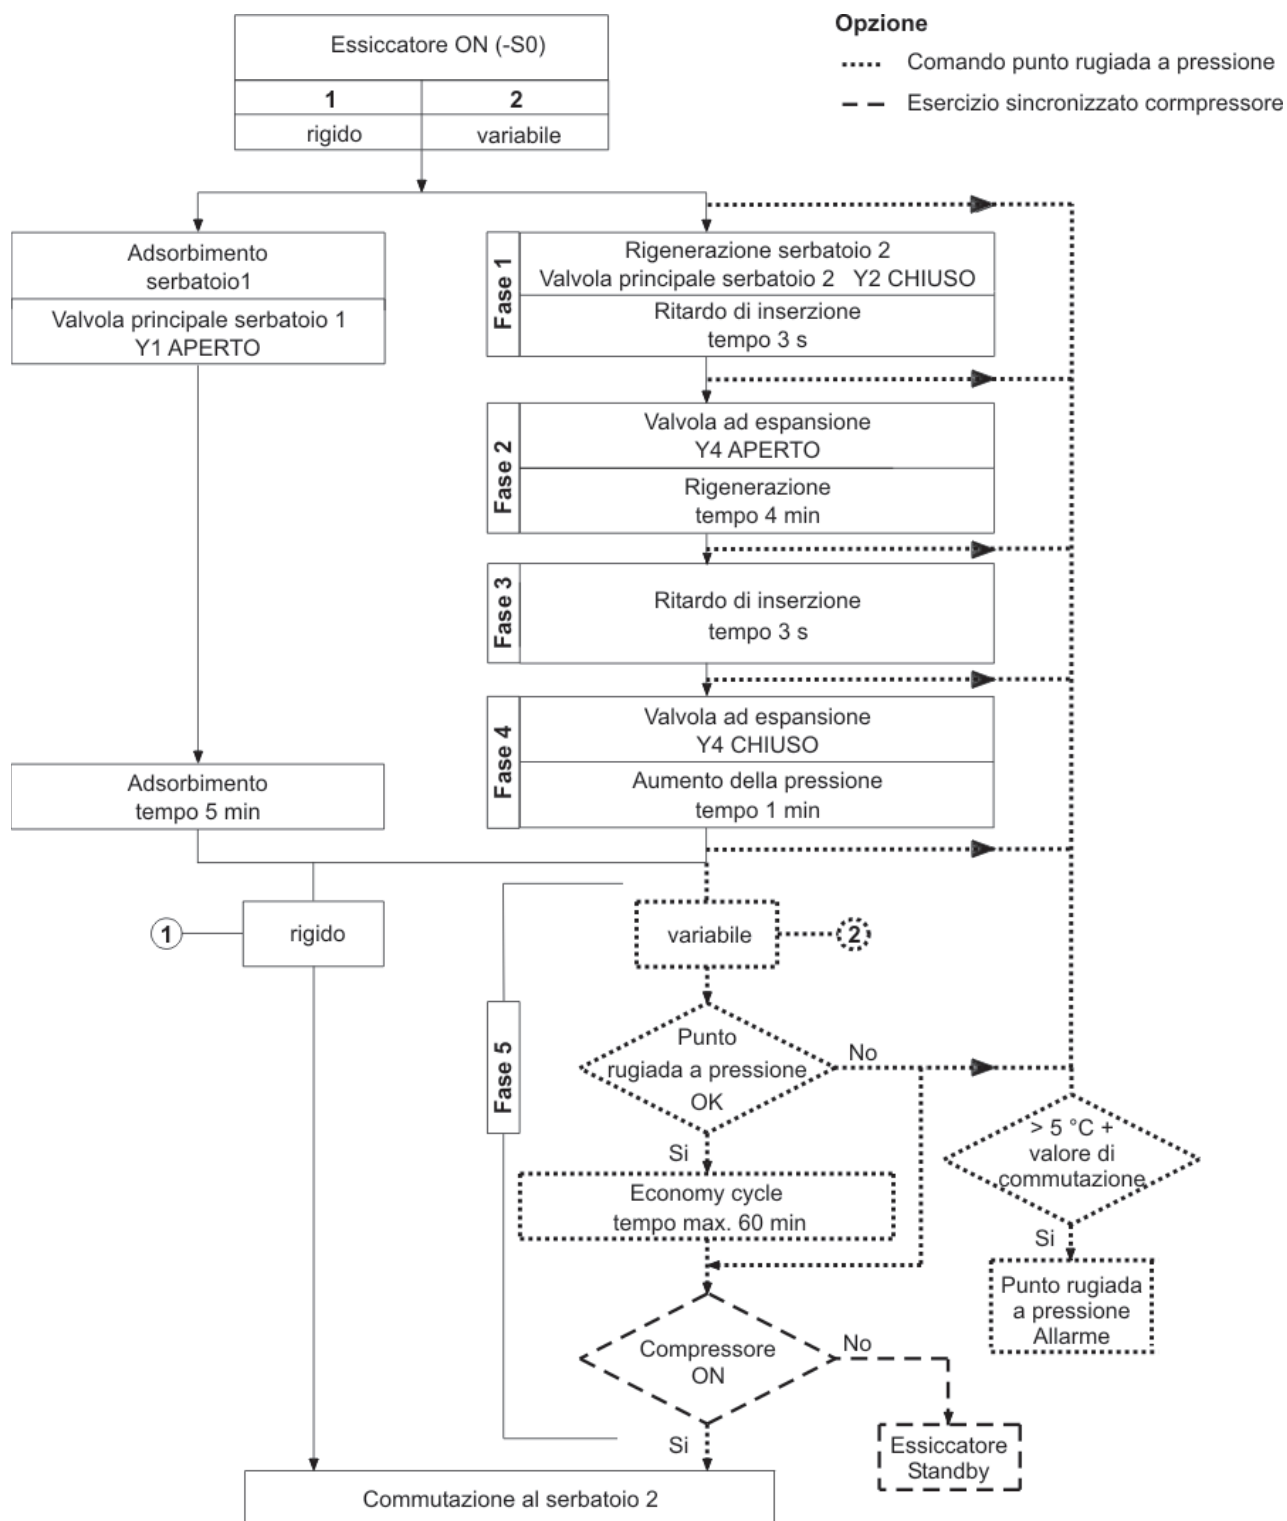 Opzione
Comando punto rugiada a pressione
Esercizio sincronizzato cormpressore
Essiccatore ON (-S0)
1 2
rigido variabile
Adsorbimento
serbatoio1
Valvola principale serbatoio 1
Y1 APERTO
Fase 1
Rigenerazione serbatoio 2
Valvola principale serbatoio 2 Y2 CHIUSO
Ritardo di inserzione
tempo 3 s
Fase 2
Valvola ad espansione
Y4 APERTO
Rigenerazione
tempo 4 min
Fase 3
Ritardo di inserzione
tempo 3 s
Fase 4
Valvola ad espansione
Y4 CHIUSO
Aumento della pressione
tempo 1 min
Adsorbimento
tempo 5 min
1
rigido
variabile
2
Fase 5
Punto
rugiada a pressione
OK
No
Si
> 5 °C +
valore di
commutazione
Si
Punto rugiada
a pressione
Allarme
Economy cycle
tempo max. 60 min
Compressore
ON
No
Si
Essiccatore
Standby
Commutazione al serbatoio 2